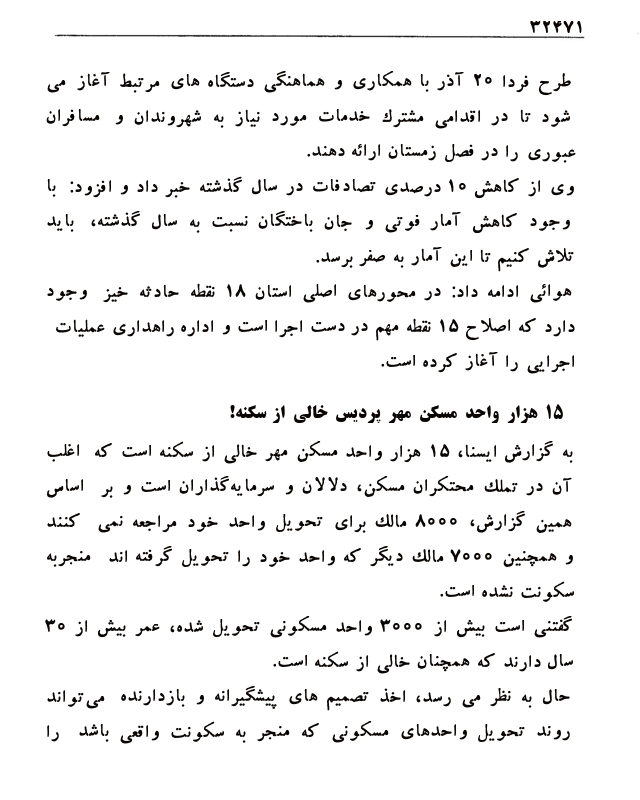 ۳۲۴۷۱
طرح فردا ۲۰ آذر با همکاری و هماهنگی دستگاه های مرتبط آغاز می
شود تا در اقدامی مشترك خدمات مورد نیاز به شهروندان و مسافران
عبوری را در فصل زمستان ارائه دهند.
وی از کاهش ۱۰ درصدی تصادفات در سال گذشته خبر داد و افزود: با
وجود کاهش آمار فوتی و جان باختگان نسبت به سال گذشته، باید
تلاش کنیم تا این آمار به صفر برسد.
هوائی ادامه داد: در محورهای اصلی استان ۱۸ نقطه حادثه خیز وجود
دارد که اصلاح ۱۵ نقطه مهم در دست اجرا است و اداره راهداری عملیات
اجرایی را آغاز کرده است.
۱۵ هزار واحد مسکن مهر پردیس خالی از سکنه!
به گزارش ایسنا، ۱۵ هزار واحد مسکن مهر خالی از سکنه است که اغلب
آن در تملك محتکران مسکن، دلالان و سرمایه‌گذاران است و بر اساس
همین گزارش، ۸۰۰۰ مالك برای تحویل واحد خود مراجعه نمی کنند
و همچنین ۷۰۰۰ مالك دیگر که واحد خود را تحویل گرفته اند منجربه
سکونت نشده است.
گفتنی است بیش از ۳۰۰۰ واحد مسکونی تحویل شده، عمر بیش از ۳۰
سال دارند که همچنان خالی از سکنه است.
حال به نظر می رسد، اخذ تصمیم های پیشگیرانه و بازدارنده می‌تواند
روند تحویل واحدهای مسکونی که منجر به سکونت واقعی باشد را